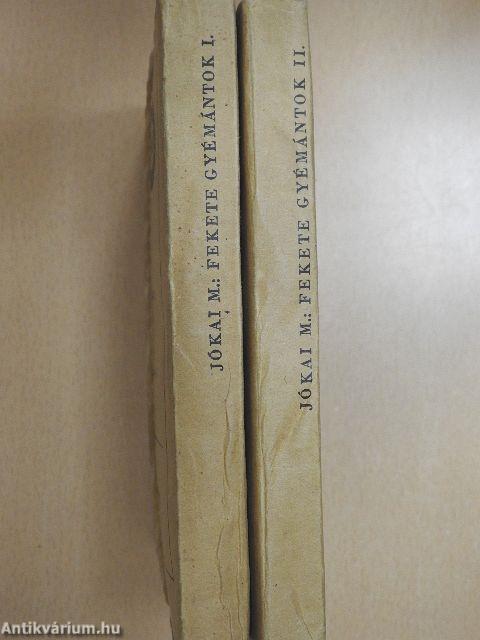 JÓKAI M.: FEKETE GYÉMÁNTOK I.
JÓKAI M.: FEKETE GYÉMÁNTOK II.
Antikvárium.hu